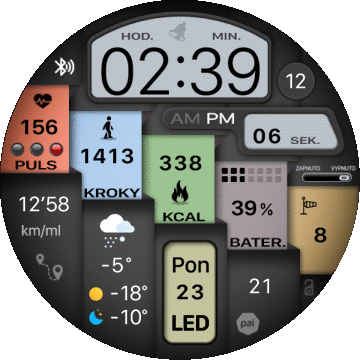 HOD. MIN.
02:39
12
AM PM
06 SEK.
156
PULS
1413
KROKY
338
KCAL
39%
BATER.
ZAPNUTO VYPNUTO
8
12'58
km/ml
-5°
-18°
-10°
Pon
23
LED
21
pai